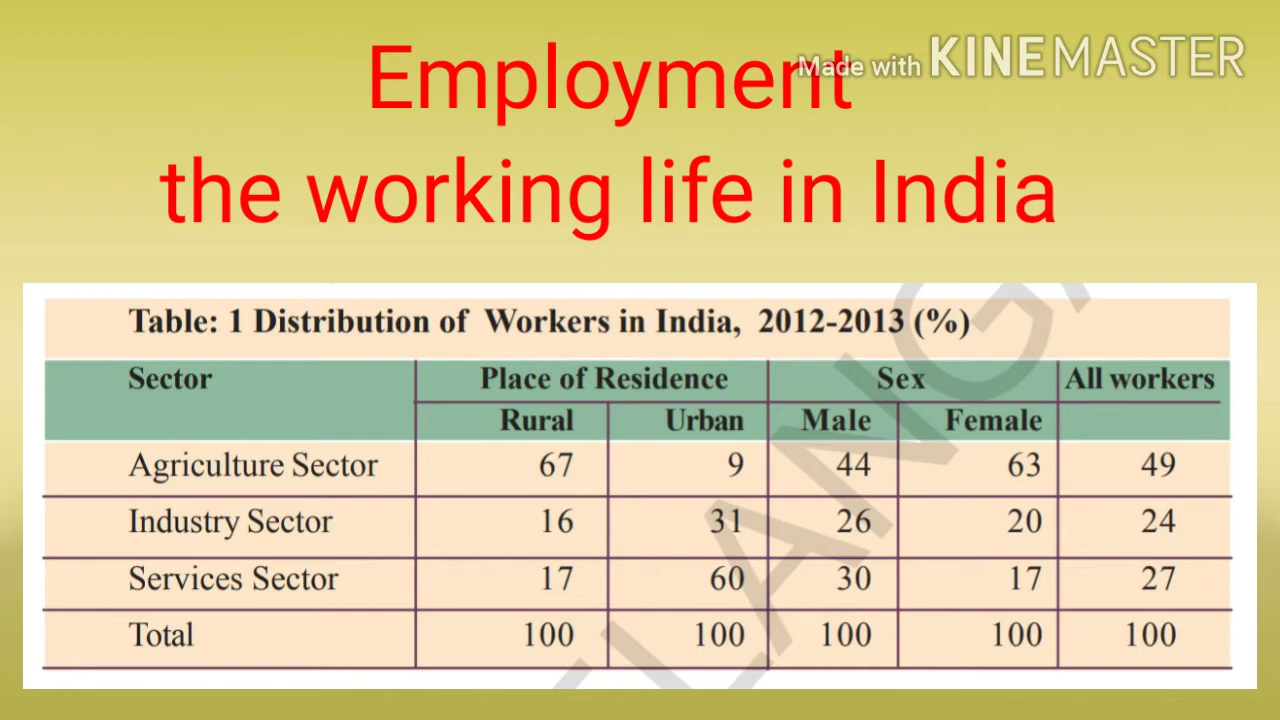 Employment
Made with KINEMASTER
the working life in India
Table: 1 Distribution of Workers in India, 2012-2013 (%)
Sector Place of Residence Sex All workers
Rural Urban Male Female
Agriculture Sector 67 9 44 63 49
Industry Sector 16 31 26 20 24
Services Sector 17 60 30 17 27
Total 100 100 100 100 100